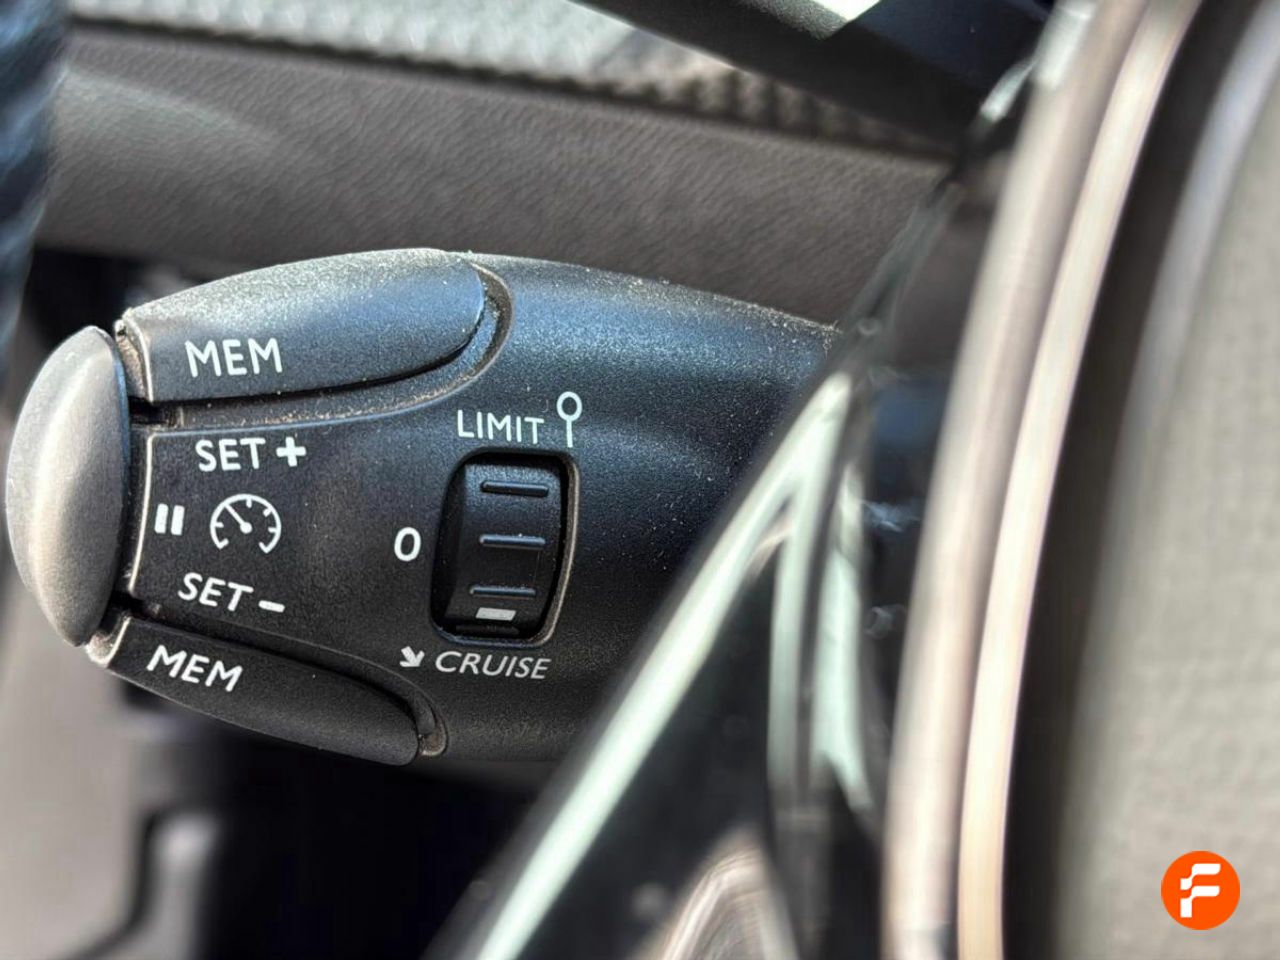 MEM
SET +
LIMIT
0
SET -
CRUISE
MEM